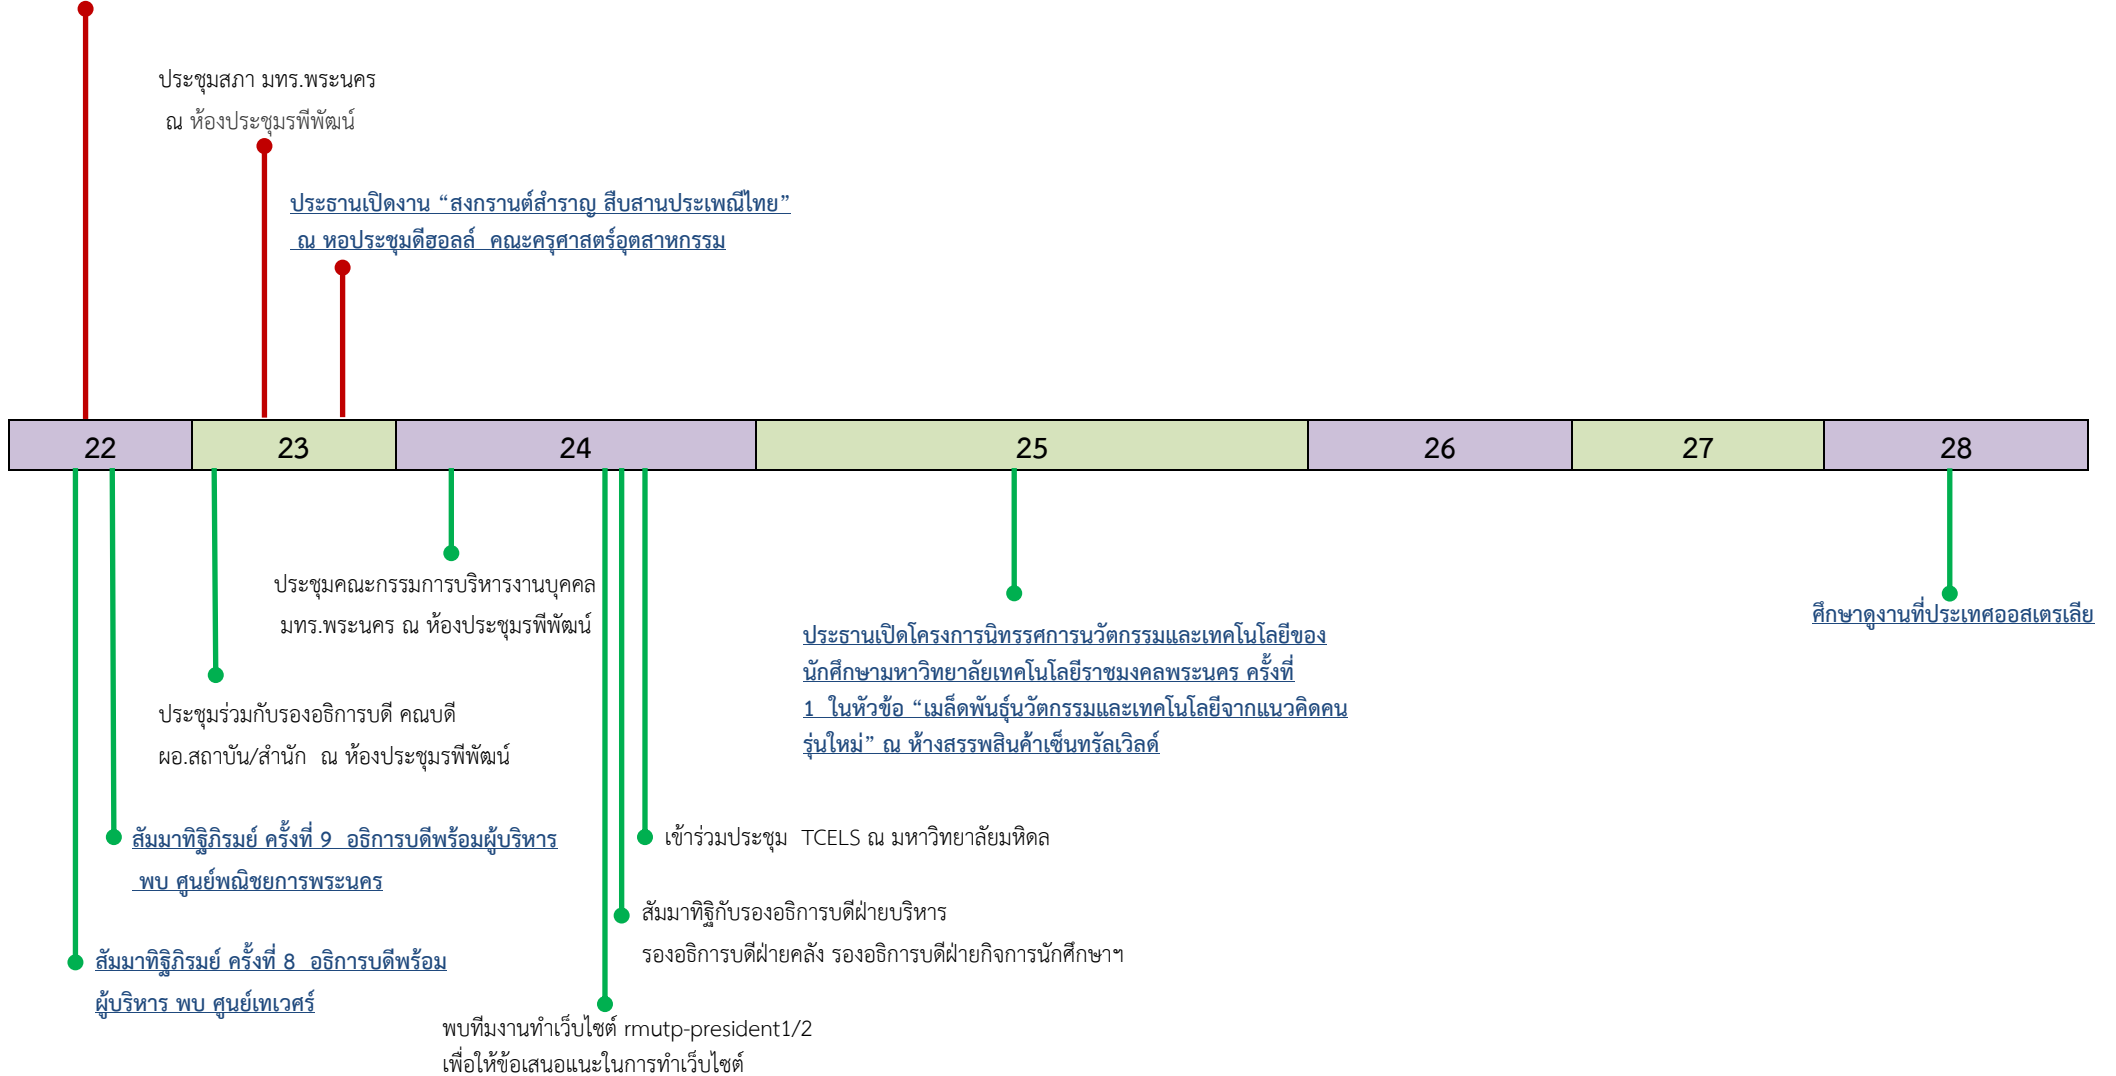 ประชุมสภา มทร.พระนคร
ณ ห้องประชุมรพีพัฒน์
ประธานเปิดงาน “สงกรานต์สำราญ สืบสานประเพณีไทย”
ณ หอประชุมดีฮอลล์  คณะครุศาสตร์อุตสาหกรรม
22 23 24 25 26 27 28
ประชุมคณะกรรมการบริหารงานบุคคล
มทร.พระนคร ณ ห้องประชุมรพีพัฒน์
ศึกษาดูงานที่ประเทศออสเตรเลีย
ประธานเปิดโครงการนิทรรศการนวัตกรรมและเทคโนโลยีของ
นักศึกษามหาวิทยาลัยเทคโนโลยีราชมงคลพระนคร ครั้งที่
1  ในหัวข้อ “เมล็ดพันธุ์นวัตกรรมและเทคโนโลยีจากแนวคิดคน
รุ่นใหม่” ณ ห้างสรรพสินค้าเซ็นทรัลเวิลด์
ประชุมร่วมกับรองอธิการบดี คณบดี
ผอ.สถาบัน/สำนัก  ณ ห้องประชุมรพีพัฒน์
สัมมาทิฐิภิรมย์ ครั้งที่ 9  อธิการบดีพร้อมผู้บริหาร
พบ ศูนย์พณิชยการพระนคร
เข้าร่วมประชุม  TCELS ณ มหาวิทยาลัยมหิดล
สัมมาทิฐิกับรองอธิการบดีฝ่ายบริหาร
รองอธิการบดีฝ่ายคลัง รองอธิการบดีฝ่ายกิจการนักศึกษาฯ
สัมมาทิฐิภิรมย์ ครั้งที่ 8  อธิการบดีพร้อม
ผู้บริหาร พบ ศูนย์เทเวศร์
พบทีมงานทำเว็บไซต์ rmutp-president1/2
เพื่อให้ข้อเสนอแนะในการทำเว็บไซต์